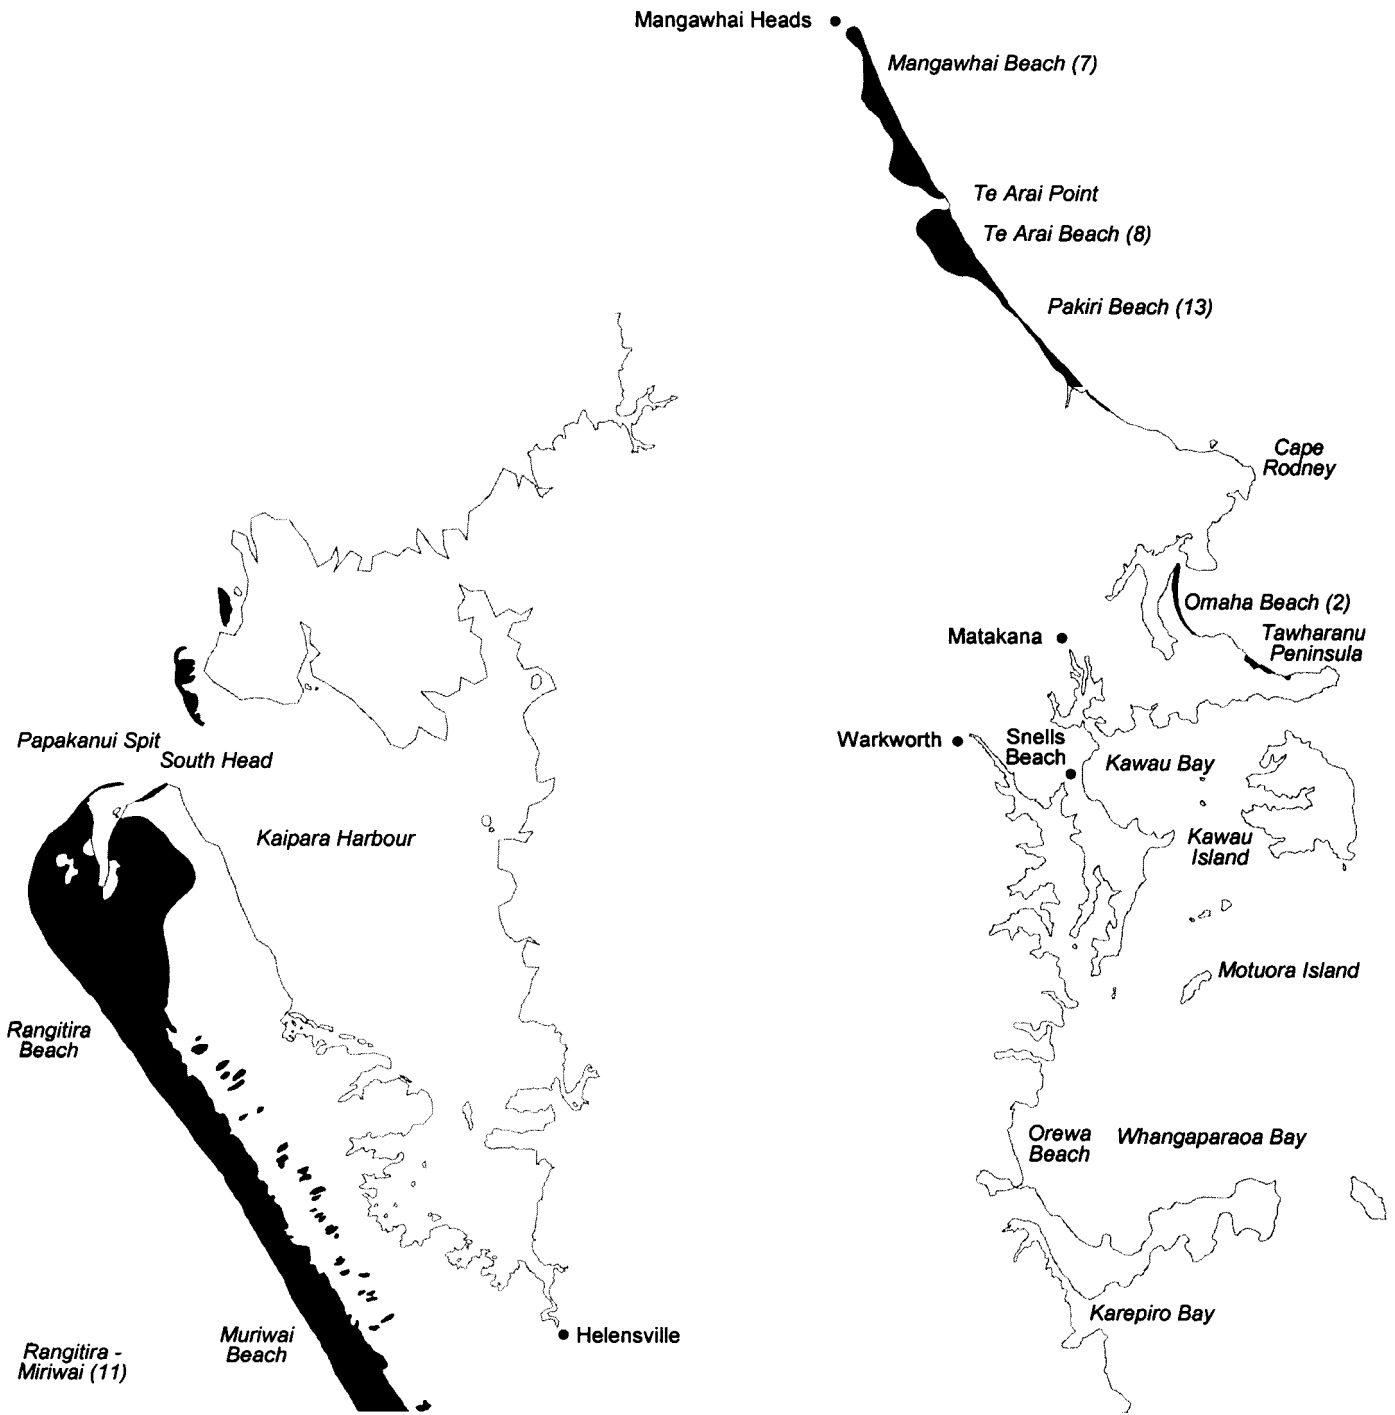 Mangawhai Heads
Mangawhai Beach (7)
Te Arai Point
Te Arai Beach (8)
Pakiri Beach (13)
Cape
Rodney
Omaha Beach (2)
Matakana
Tawharanu
Peninsula
Papakanui Spit
South Head
Warkworth
Snells
Beach
Kawau Bay
Kaipara Harbour
Kawau
Island
Motuora Island
Rangitira
Beach
Orewa
Beach
Whangaparaoa Bay
Karepiro Bay
Muriwai
Beach
Helensville
Rangitira -
Miriwai (11)